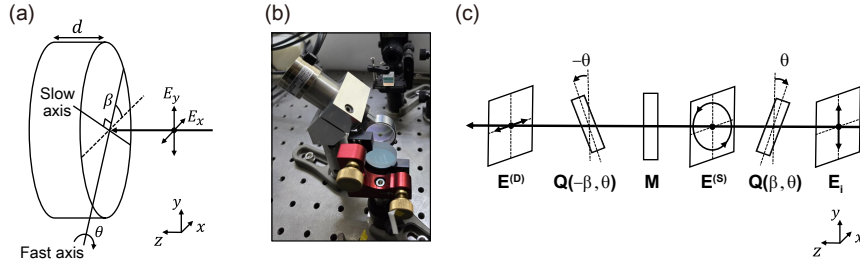 (a)
d
Slow axis
β
E_y
E_x
θ
Fast axis
y
z
x
(b)
(c)
-θ
θ
E^(D)
Q(-β, θ)
M
E^(S)
Q(β, θ)
E_i
y
z
x